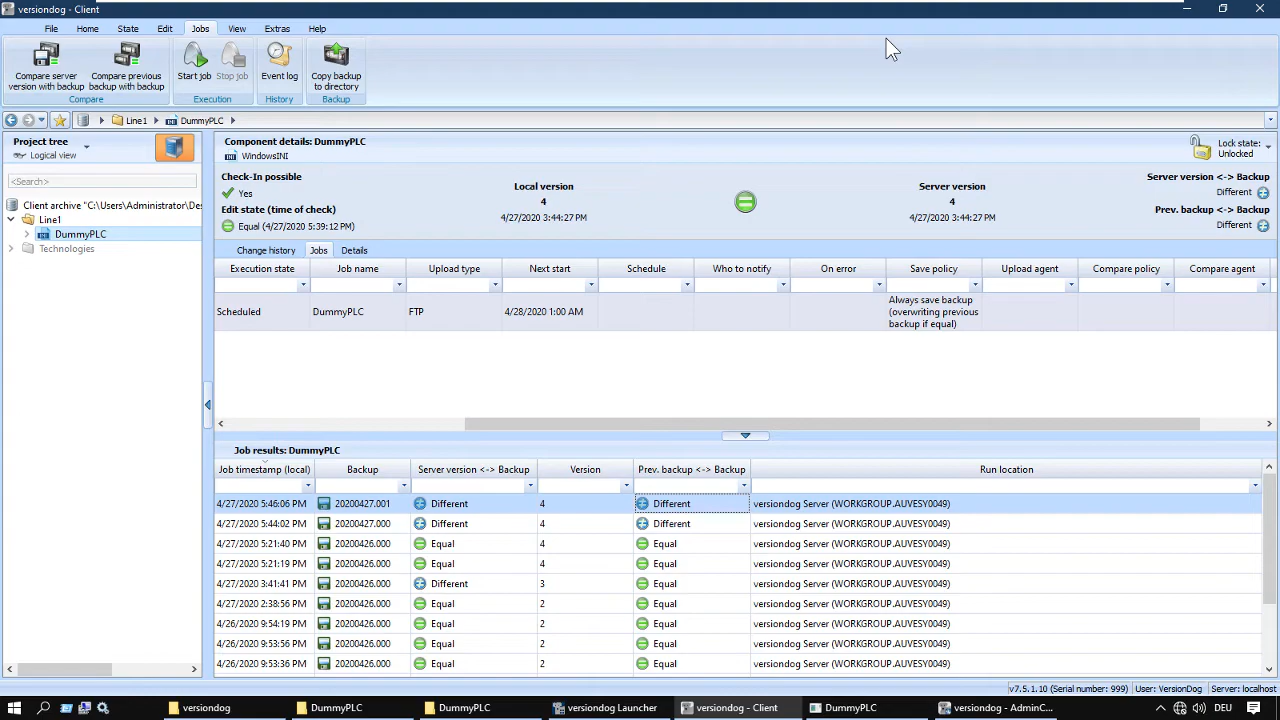 versiondog - Client
File Home State Edit Jobs View Extras Help
Compare server version with backup
Compare previous backup with backup
Start job
Stop job
Event log
Copy backup to directory
Compare Execution History Backup
Line1 DummyPLC
Project tree
Logical view
<Search>
Client archive "C:\Users\Administrator\De
Line1
DummyPLC
Technologies
Component details: DummyPLC
WindowsINI
Lock state:
Unlocked
Check-In possible
Yes
Edit state (time of check)
Equal (4/27/2020 5:39:12 PM)
Local version
4
4/27/2020 3:44:27 PM
Server version
4
4/27/2020 3:44:27 PM
Server version <-> Backup
Different
Prev. backup <-> Backup
Different
Change history Jobs Details
Execution state Job name Upload type Next start Schedule Who to notify On error Save policy Upload agent Compare policy Compare agent
Scheduled DummyPLC FTP 4/28/2020 1:00 AM Always save backup (overwriting previous backup if equal)
Job results: DummyPLC
Job timestamp (local) Backup Server version <-> Backup Version Prev. backup <-> Backup Run location
4/27/2020 5:46:06 PM 20200427.001 Different 4 Different versiondog Server (WORKGROUP.AUVESY0049)
4/27/2020 5:44:02 PM 20200427.000 Different 4 Different versiondog Server (WORKGROUP.AUVESY0049)
4/27/2020 5:21:40 PM 20200426.000 Equal 4 Equal versiondog Server (WORKGROUP.AUVESY0049)
4/27/2020 5:21:19 PM 20200426.000 Equal 4 Equal versiondog Server (WORKGROUP.AUVESY0049)
4/27/2020 3:41:41 PM 20200426.000 Different 3 Equal versiondog Server (WORKGROUP.AUVESY0049)
4/27/2020 2:38:56 PM 20200426.000 Equal 2 Equal versiondog Server (WORKGROUP.AUVESY0049)
4/26/2020 9:54:19 PM 20200426.000 Equal 2 Equal versiondog Server (WORKGROUP.AUVESY0049)
4/26/2020 9:53:56 PM 20200426.000 Equal 2 Equal versiondog Server (WORKGROUP.AUVESY0049)
4/26/2020 9:53:36 PM 20200426.000 Equal 2 Equal versiondog Server (WORKGROUP.AUVESY0049)
v7.5.1.10 (Serial number: 999) User: VersionDog Server: localhost
versiondog DummyPLC DummyPLC versiondog Launcher versiondog - Client DummyPLC versiondog - AdminC... DEU